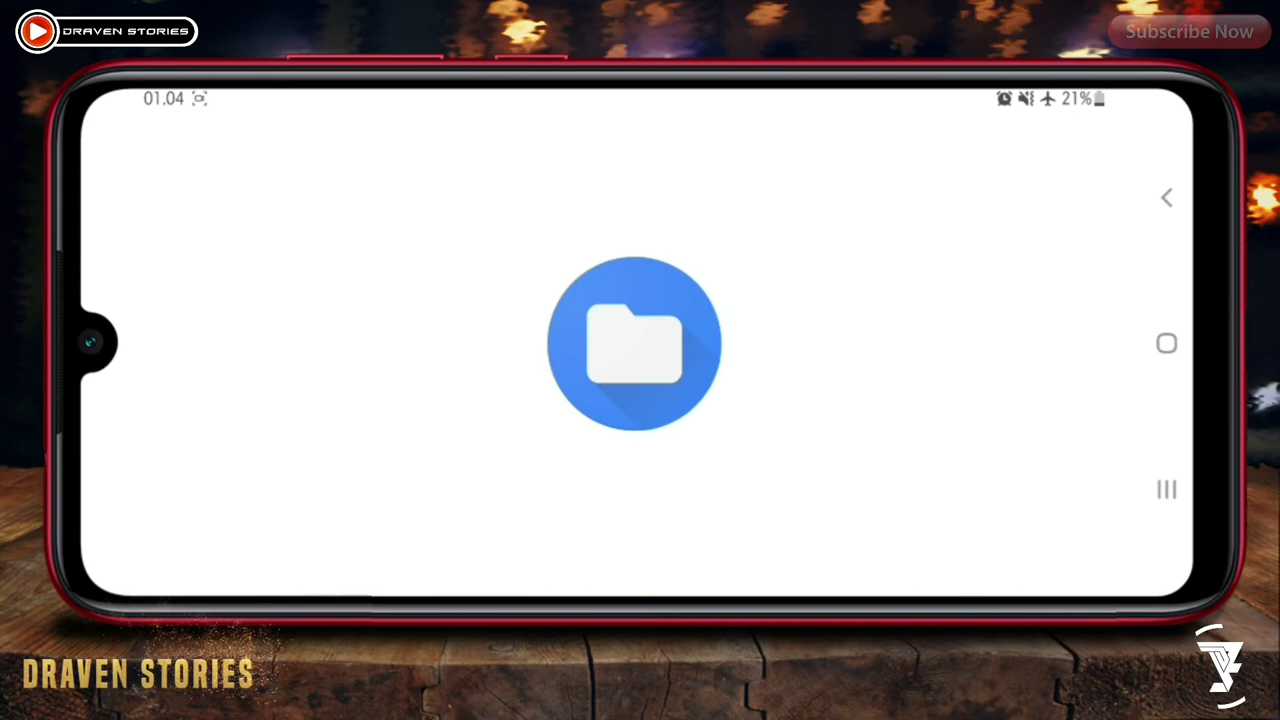 DRAVEN STORIES
Subscribe Now
01.04
21%
DRAVEN STORIES